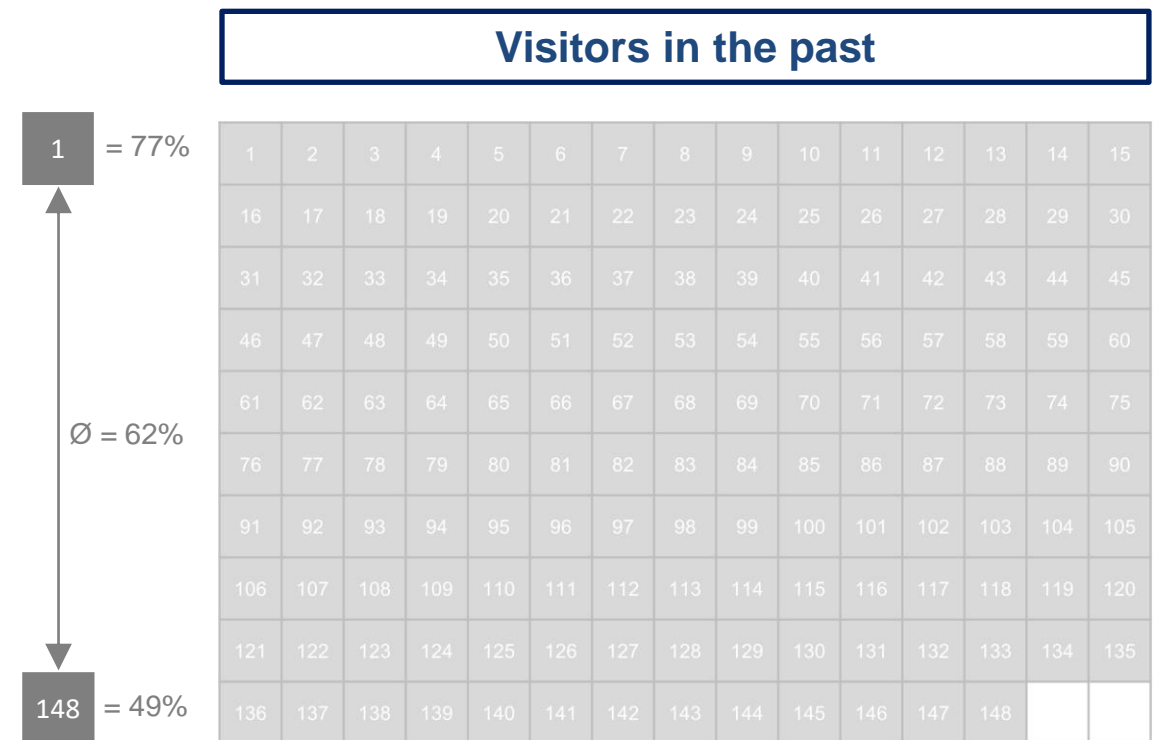 Visitors in the past
1 = 77%
1 2 3 4 5 6 7 8 9 10 11 12 13 14 15
16 17 18 19 20 21 22 23 24 25 26 27 28 29 30
31 32 33 34 35 36 37 38 39 40 41 42 43 44 45
46 47 48 49 50 51 52 53 54 55 56 57 58 59 60
61 62 63 64 65 66 67 68 69 70 71 72 73 74 75
Ø = 62%
76 77 78 79 80 81 82 83 84 85 86 87 88 89 90
91 92 93 94 95 96 97 98 99 100 101 102 103 104 105
106 107 108 109 110 111 112 113 114 115 116 117 118 119 120
121 122 123 124 125 126 127 128 129 130 131 132 133 134 135
148 = 49%
136 137 138 139 140 141 142 143 144 145 146 147 148